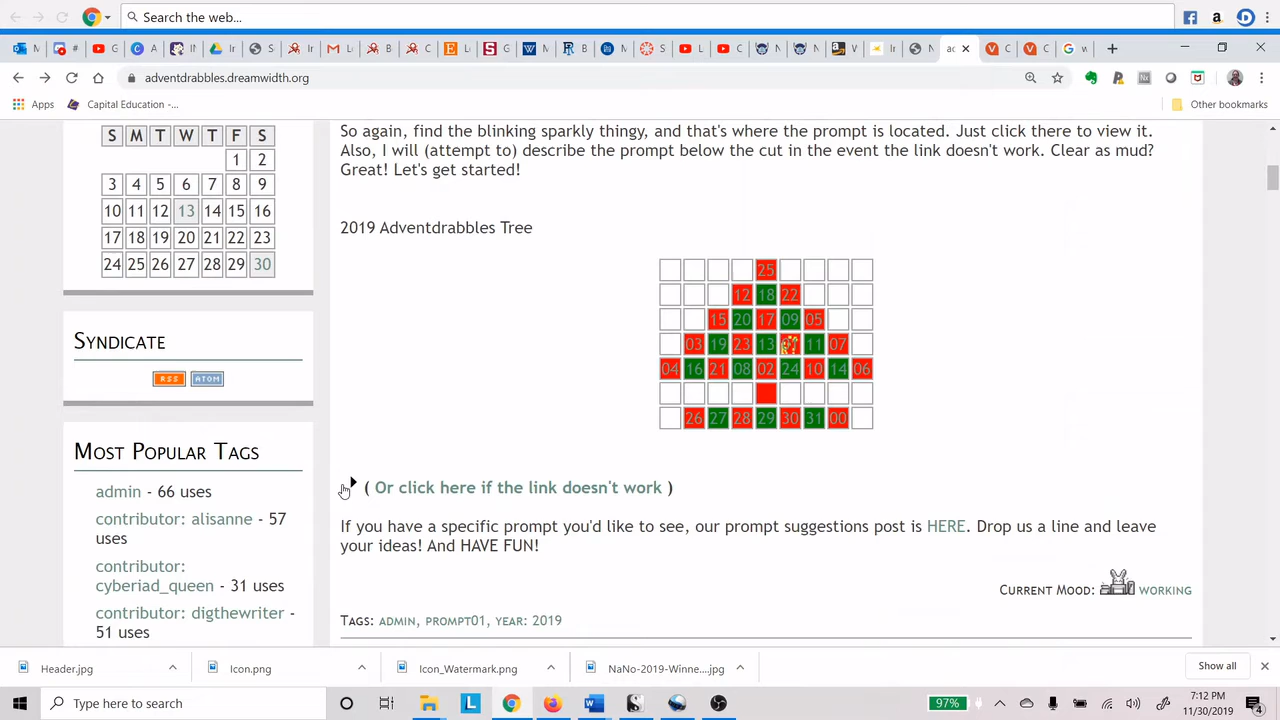 Search the web...
adventdrabbles.dreamwidth.org
Apps
Capital Education -...
Other bookmarks
S M T W T F S
1 2
3 4 5 6 7 8 9
10 11 12 13 14 15 16
17 18 19 20 21 22 23
24 25 26 27 28 29 30
SYNDICATE
RSS ATOM
MOST POPULAR TAGS
admin - 66 uses
contributor: alisanne - 57
uses
contributor:
cyberiad_queen - 31 uses
contributor: digthewriter -
51 uses
So again, find the blinking sparkly thingy, and that's where the prompt is located. Just click there to view it.
Also, I will (attempt to) describe the prompt below the cut in the event the link doesn't work. Clear as mud?
Great! Let's get started!
2019 Adventdrabbles Tree
25
12 18 22
15 20 17 09 05
03 19 23 13 11 07
04 16 21 08 02 24 10 14 06
26 27 28 29 30 31 00
( Or click here if the link doesn't work )
If you have a specific prompt you'd like to see, our prompt suggestions post is HERE. Drop us a line and leave
your ideas! And HAVE FUN!
CURRENT MOOD: WORKING
TAGS: ADMIN, PROMPT01, YEAR: 2019
Header.jpg
Icon.png
Icon_Watermark.png
NaNo-2019-Winne....jpg
Show all
Type here to search
97%
7:12 PM
11/30/2019
4